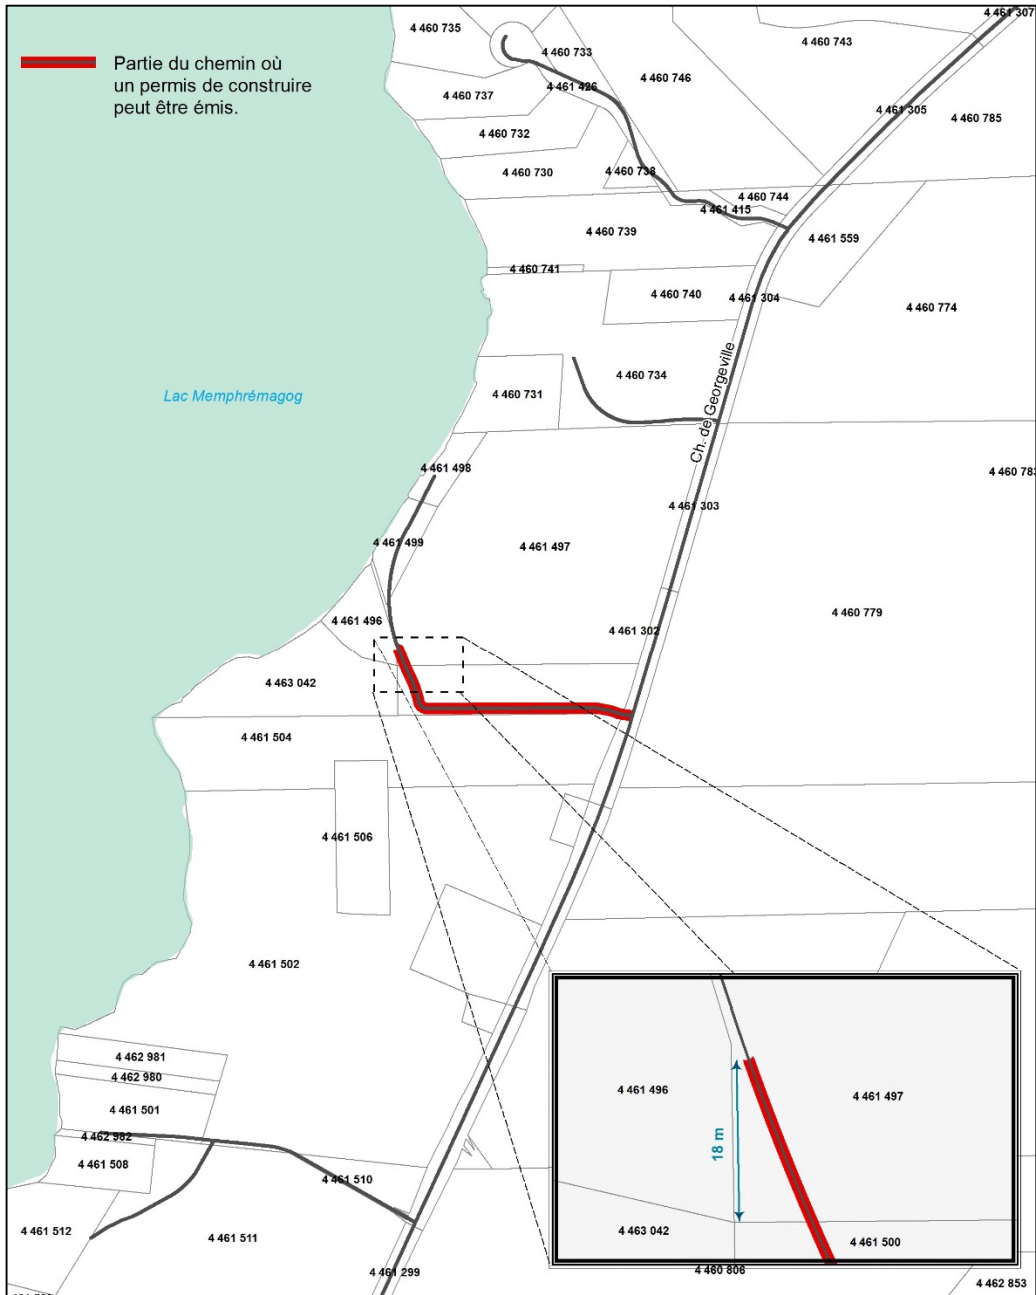 4 460 735
4 461 307
Partie du chemin où
un permis de construire
peut être émis.
4 460 733
4 460 743
4 460 746
4 461 426
4 460 737
4 461 305
4 460 785
4 460 732
4 460 730
4 460 738
4 460 744
4 461 415
4 460 739
4 461 559
4 460 741
4 460 740
4 461 304
4 460 774
4 460 734
Lac Memphrémagog
4 460 731
Ch. de Georgeville
4 461 498
4 460 783
4 461 303
4 461 499
4 461 497
4 460 779
4 461 496
4 461 302
4 463 042
4 461 504
4 461 506
4 461 502
4 462 981
4 462 980
4 461 501
4 462 982
4 461 508
4 461 510
4 461 512
4 461 511
4 461 299
4 461 496
4 461 497
18 m
4 463 042
4 461 500
4 460 806
4 462 853